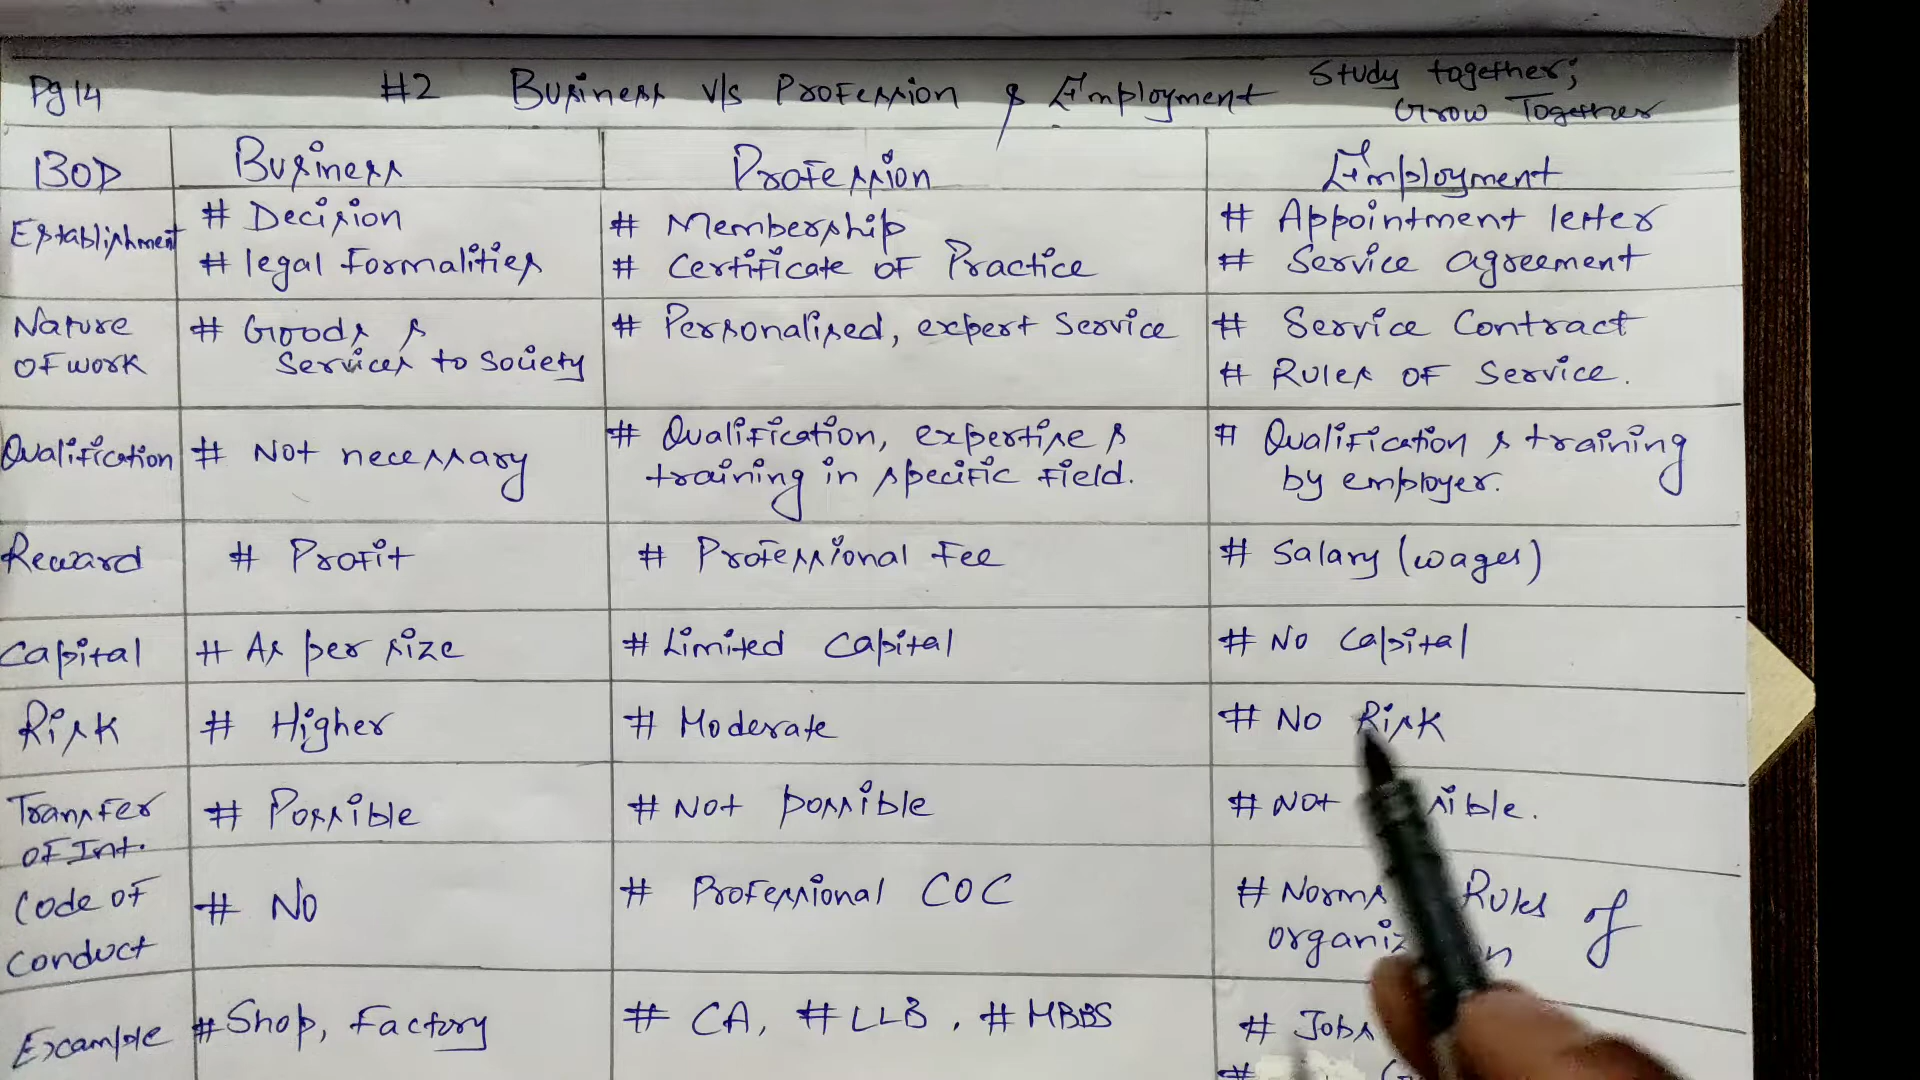 Pg 14 #2 Business v/s Profession & Employment Study together;
Grow Together
BOD Business Profession Employment
Establishment # Decision # Membership # Appointment letter
# legal formalities # Certificate of Practice # Service agreement
Nature # Goods & # Personalised, expert Service # Service Contract
of work Services to Society # Rules of Service.
Qualification # Not necessary # Qualification, expertise & # Qualification & training
training in specific field. by employer.
Reward # Profit # Professional Fee # Salary (wages)
Capital # As per size # Limited Capital # No Capital
Risk # Higher # Moderate # No Risk
Transfer # Possible # Not possible # Not
of Int.
Code of # No # Professional COC # Norms Rules of
conduct
Example # Shop, Factory # CA, # LLB, # MBBS # Jobs
#